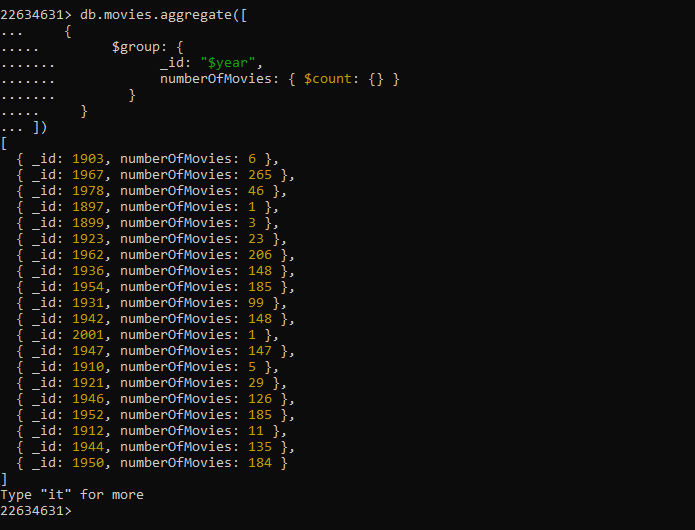 22634631> db.movies.aggregate([
...     {
.....       $group: {
.......             _id: "$year",
.......             numberOfMovies: { $count: {} }
.......         }
.....     }
... ])
[
  { _id: 1903, numberOfMovies: 6 },
  { _id: 1967, numberOfMovies: 265 },
  { _id: 1978, numberOfMovies: 46 },
  { _id: 1897, numberOfMovies: 1 },
  { _id: 1899, numberOfMovies: 3 },
  { _id: 1923, numberOfMovies: 23 },
  { _id: 1962, numberOfMovies: 206 },
  { _id: 1936, numberOfMovies: 148 },
  { _id: 1954, numberOfMovies: 185 },
  { _id: 1931, numberOfMovies: 99 },
  { _id: 1942, numberOfMovies: 148 },
  { _id: 2001, numberOfMovies: 1 },
  { _id: 1947, numberOfMovies: 147 },
  { _id: 1910, numberOfMovies: 5 },
  { _id: 1921, numberOfMovies: 29 },
  { _id: 1946, numberOfMovies: 126 },
  { _id: 1952, numberOfMovies: 185 },
  { _id: 1912, numberOfMovies: 11 },
  { _id: 1944, numberOfMovies: 135 },
  { _id: 1950, numberOfMovies: 184 }
]
Type "it" for more
22634631>